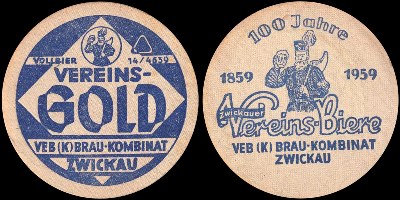 VOLLBIER 14/4859
VEREINS-
GOLD
VEB (K) BRAU-KOMBINAT
ZWICKAU
100 Jahre
1859 1959
Zwickauer
Vereins-Biere
VEB (K) BRAU-KOMBINAT
ZWICKAU